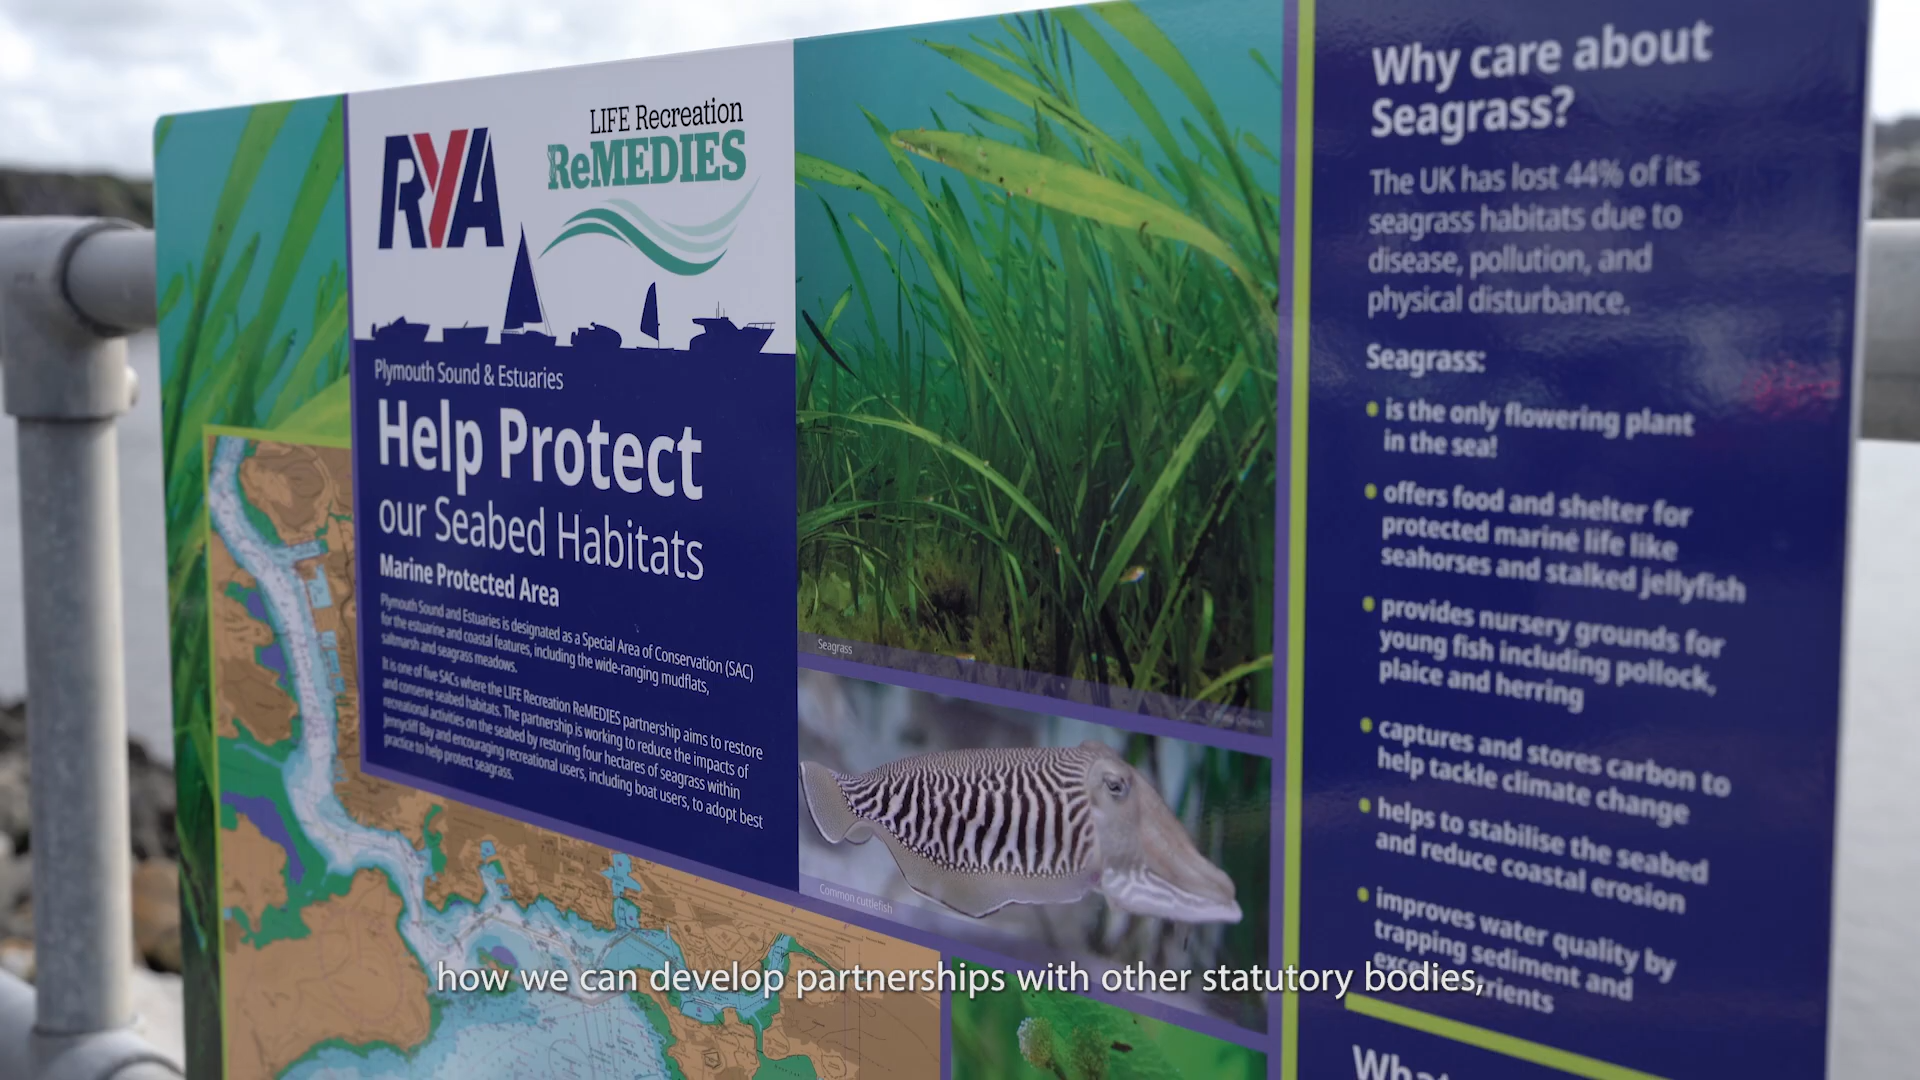 RYA
LIFE Recreation
ReMEDIES
Plymouth Sound & Estuaries
Help Protect
our Seabed Habitats
Marine Protected Area
Plymouth Sound and Estuaries is designated as a Special Area of Conservation (SAC)
for the estuarine and coastal features, including the wide-ranging mudflats,
saltmarsh and seagrass meadows.
It is one of five SACs where the LIFE Recreation ReMEDIES partnership aims to restore
and conserve seabed habitats. The partnership is working to reduce the impacts of
recreational activities on the seabed by restoring four hectares of seagrass within
Jennycliff Bay and encouraging recreational users, including boat users, to adopt best
practice to help protect seagrass.
Seagrass
Common cuttlefish
Why care about
Seagrass?
The UK has lost 44% of its
seagrass habitats due to
disease, pollution, and
physical disturbance.
Seagrass:
• is the only flowering plant
in the sea!
• offers food and shelter for
protected marine life like
seahorses and stalked jellyfish
• provides nursery grounds for
young fish including pollock,
plaice and herring
• captures and stores carbon to
help tackle climate change
• helps to stabilise the seabed
and reduce coastal erosion
• improves water quality by
trapping sediment and
how we can develop partnerships with other statutory bodies,